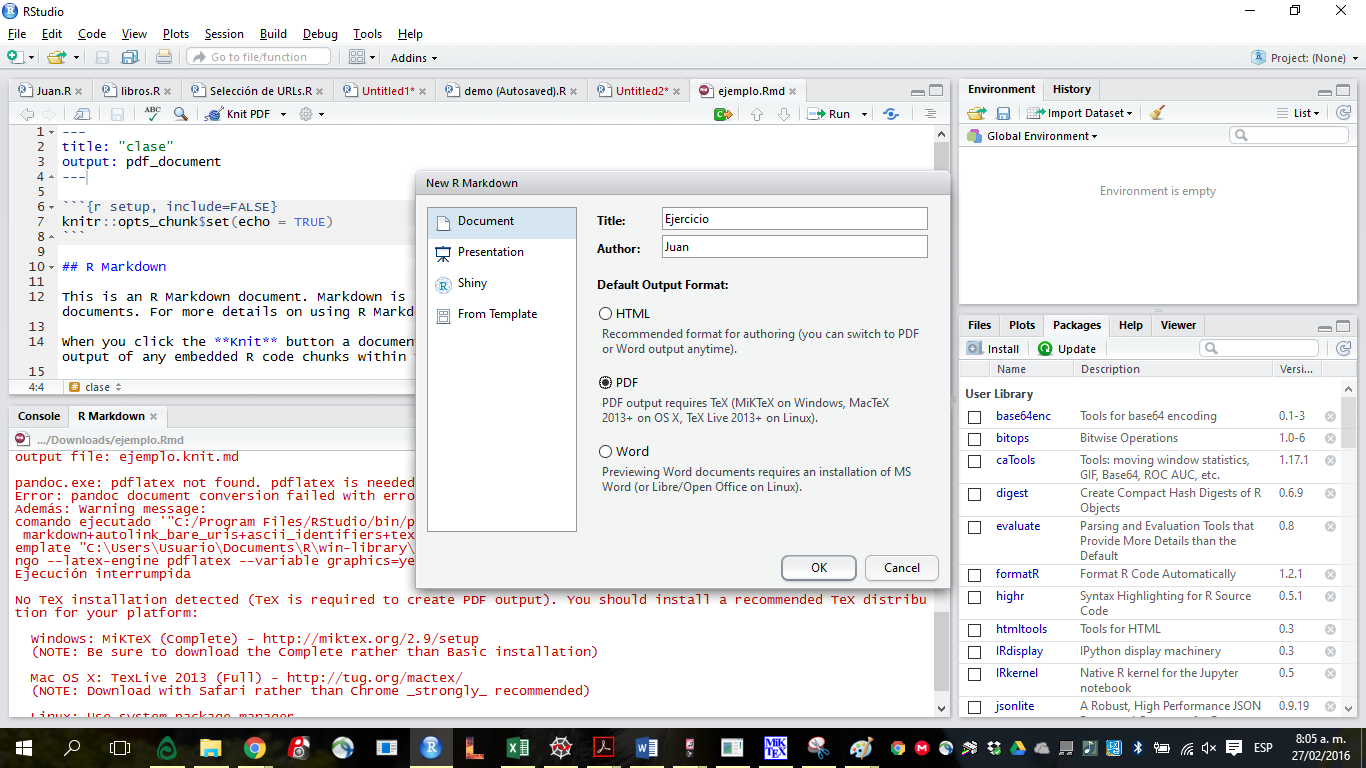 RStudio
File Edit Code View Plots Session Build Debug Tools Help
Go to file/function
Addins
Project: (None)
Juan.R libros.R Selección de URLs.R Untitled1* demo (Autosaved).R Untitled2* ejemplo.Rmd
ABC Knit PDF Run
1 ---
2 title: "clase"
3 output: pdf_document
4 ---
5
6 ```{r setup, include=FALSE}
7 knitr::opts_chunk$set(echo = TRUE)
8 ```
9
10 ## R Markdown
11
12 This is an R Markdown document. Markdown is
documents. For more details on using R Markd
13
14 When you click the **Knit** button a document
output of any embedded R code chunks within
15
4:4 # clase
Console R Markdown
.../Downloads/ejemplo.Rmd
output file: ejemplo.knit.md
pandoc.exe: pdflatex not found. pdflatex is needed
Error: pandoc document conversion failed with erro
Además: Warning message:
comando ejecutado '"C:/Program Files/RStudio/bin/p
markdown+autolink_bare_uris+ascii_identifiers+tex
emplate "C:\Users\Usuario\Documents\R\win-library\
ngo --latex-engine pdflatex --variable graphics=ye
Ejecución interrumpida
No TeX installation detected (TeX is required to create PDF output). You should install a recommended TeX distribu
tion for your platform:
Windows: MiKTeX (Complete) - http://miktex.org/2.9/setup
(NOTE: Be sure to download the Complete rather than Basic installation)
Mac OS X: TexLive 2013 (Full) - http://tug.org/mactex/
(NOTE: Download with Safari rather than Chrome _strongly_ recommended)
Linux: Use system package manager
New R Markdown
Document
Presentation
Shiny
From Template
Title: Ejercicio
Author: Juan
Default Output Format:
HTML
Recommended format for authoring (you can switch to PDF
or Word output anytime).
PDF
PDF output requires TeX (MiKTeX on Windows, MacTeX
2013+ on OS X, TeX Live 2013+ on Linux).
Word
Previewing Word documents requires an installation of MS
Word (or Libre/Open Office on Linux).
OK Cancel
Environment History
Import Dataset List
Global Environment
Environment is empty
Files Plots Packages Help Viewer
Install Update
Name Description Versi...
User Library
base64enc Tools for base64 encoding 0.1-3
bitops Bitwise Operations 1.0-6
caTools Tools: moving window statistics, 1.17.1
GIF, Base64, ROC AUC, etc.
digest Create Compact Hash Digests of R 0.6.9
Objects
evaluate Parsing and Evaluation Tools that 0.8
Provide More Details than the
Default
formatR Format R Code Automatically 1.2.1
highr Syntax Highlighting for R Source 0.5.1
Code
htmltools Tools for HTML 0.3
IRdisplay IPython display machinery 0.3
IRkernel Native R kernel for the Jupyter 0.5
notebook
jsonlite A Robust, High Performance JSON 0.9.19
MiK
TEX
ESP
8:05 a. m.
27/02/2016